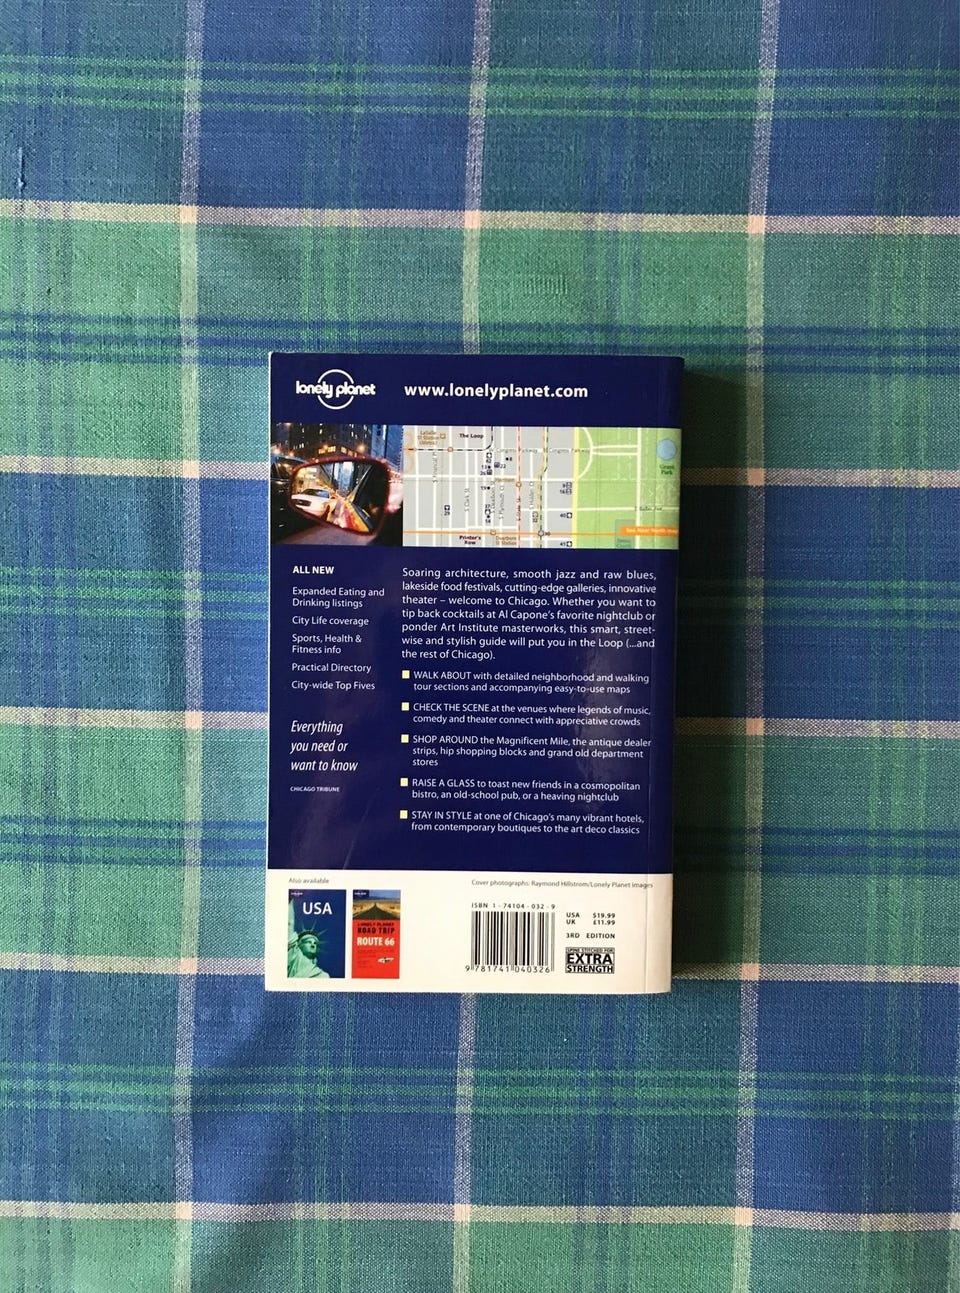 lonely planet
www.lonelyplanet.com
The Loop
Congress Parkway
Grant
Park
Printer's
Row
ALL NEW
Expanded Eating and
Drinking listings
City Life coverage
Sports, Health &
Fitness info
Practical Directory
City-wide Top Fives
Everything
you need or
want to know
CHICAGO TRIBUNE
Soaring architecture, smooth jazz and raw blues,
lakeside food festivals, cutting-edge galleries, innovative
theater – welcome to Chicago. Whether you want to
tip back cocktails at Al Capone's favorite nightclub or
ponder Art Institute masterworks, this smart, street-
wise and stylish guide will put you in the Loop (...and
the rest of Chicago).
WALK ABOUT with detailed neighborhood and walking
tour sections and accompanying easy-to-use maps
CHECK THE SCENE at the venues where legends of music,
comedy and theater connect with appreciative crowds
SHOP AROUND the Magnificent Mile, the antique dealer
strips, hip shopping blocks and grand old department
stores
RAISE A GLASS to toast new friends in a cosmopolitan
bistro, an old-school pub, or a heaving nightclub
STAY IN STYLE at one of Chicago's many vibrant hotels,
from contemporary boutiques to the art deco classics
Also available
USA
LONELY PLANET
ROAD TRIP
ROUTE 66
Cover photographs: Raymond Hillstrom/Lonely Planet Images
ISBN 1-74104-032-9
9 781741 040326
USA $19.99
UK £11.99
3RD EDITION
SPINE STITCHED FOR
EXTRA
STRENGTH